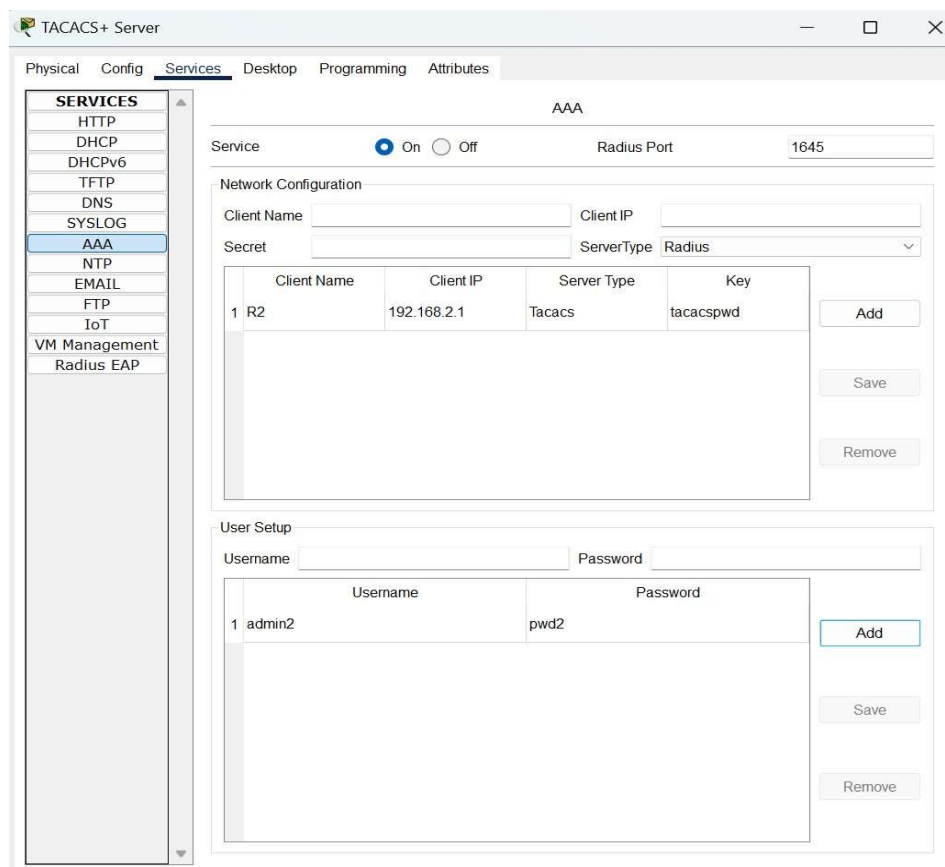 TACACS+ Server
Physical Config Services Desktop Programming Attributes
SERVICES
HTTP
DHCP
DHCPv6
TFTP
DNS
SYSLOG
AAA
NTP
EMAIL
FTP
IoT
VM Management
Radius EAP
AAA
Service On Off Radius Port 1645
Network Configuration
Client Name Client IP
Secret ServerType Radius
Client Name Client IP Server Type Key
1 R2 192.168.2.1 Tacacs tacacspwd
Add
Save
Remove
User Setup
Username Password
Username Password
1 admin2 pwd2
Add
Save
Remove